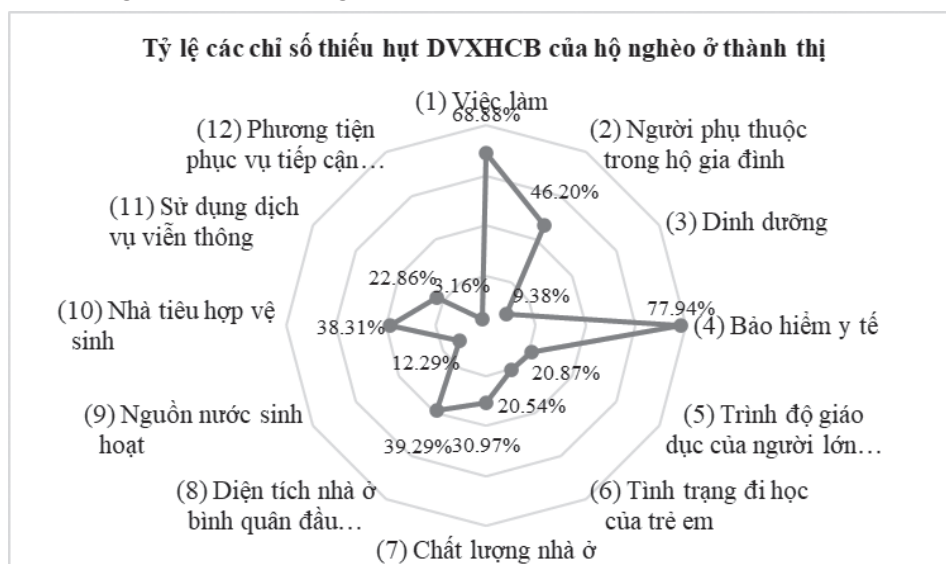 Tỷ lệ các chỉ số thiếu hụt DVXHCB của hộ nghèo ở thành thị
(1) Việc làm
68.88%
(2) Người phụ thuộc
trong hộ gia đình
46.20%
(3) Dinh dưỡng
9.38%
77.94%
(4) Bảo hiểm y tế
20.87%
(5) Trình độ giáo
dục của người lớn…
20.54%
(6) Tình trạng đi học
của trẻ em
30.97%
(7) Chất lượng nhà ở
39.29%
(8) Diện tích nhà ở
bình quân đầu…
12.29%
(9) Nguồn nước sinh
hoạt
38.31%
(10) Nhà tiêu hợp vệ
sinh
22.86%
(11) Sử dụng dịch
vụ viễn thông
3.16%
(12) Phương tiện
phục vụ tiếp cận…